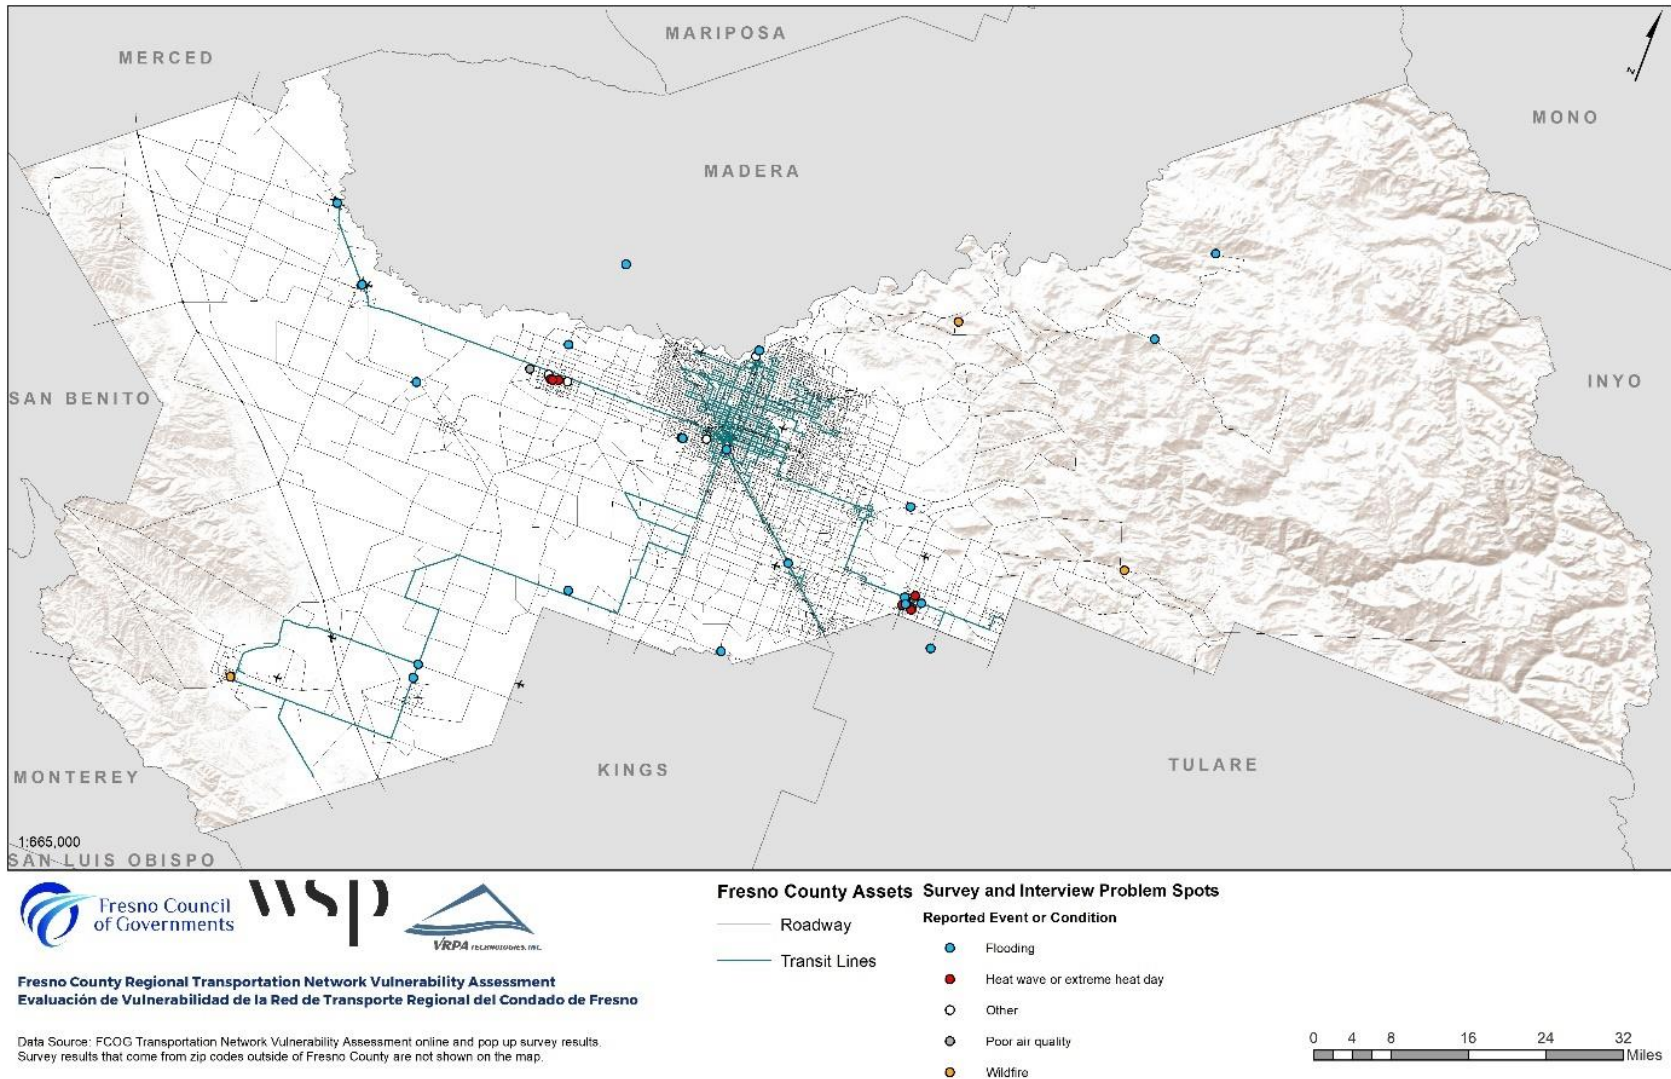 MARIPOSA
MERCED
MONO
MADERA
INYO
SAN BENITO
TULARE
KINGS
MONTEREY
1:665,000
SAN LUIS OBISPO
N
Fresno Council
of Governments
wsp
VRPA TECHNOLOGIES, INC.
Fresno County Regional Transportation Network Vulnerability Assessment
Evaluación de Vulnerabilidad de la Red de Transporte Regional del Condado de Fresno
Data Source: FCOG Transportation Network Vulnerability Assessment online and pop up survey results.
Survey results that come from zip codes outside of Fresno County are not shown on the map.
Fresno County Assets
Roadway
Transit Lines
Survey and Interview Problem Spots
Reported Event or Condition
Flooding
Heat wave or extreme heat day
Other
Poor air quality
Wildfire
0 4 8 16 24 32
Miles